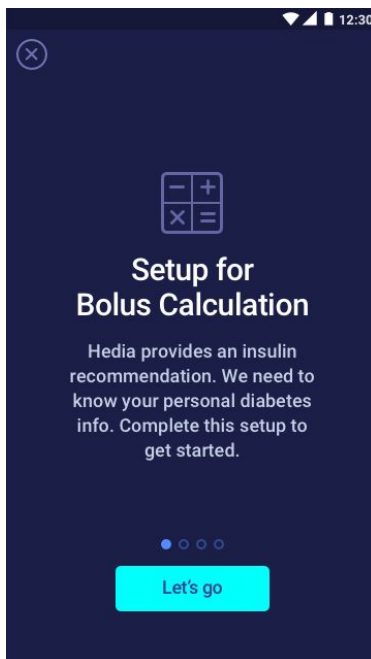 12:30
Setup for
Bolus Calculation
Hedia provides an insulin
recommendation. We need to
know your personal diabetes
info. Complete this setup to
get started.
Let's go